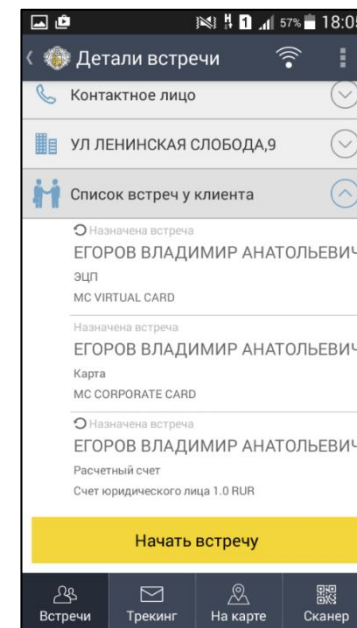 57% 18:05
Детали встречи
Контактное лицо
УЛ ЛЕНИНСКАЯ СЛОБОДА,9
Список встреч у клиента
Назначена встреча
ЕГОРОВ ВЛАДИМИР АНАТОЛЬЕВИЧ
ЭЦП
MC VIRTUAL CARD
Назначена встреча
ЕГОРОВ ВЛАДИМИР АНАТОЛЬЕВИЧ
Карта
MC CORPORATE CARD
Назначена встреча
ЕГОРОВ ВЛАДИМИР АНАТОЛЬЕВИЧ
Расчетный счет
Счет юридического лица 1.0 RUR
Начать встречу
Встречи Трекинг На карте Сканер